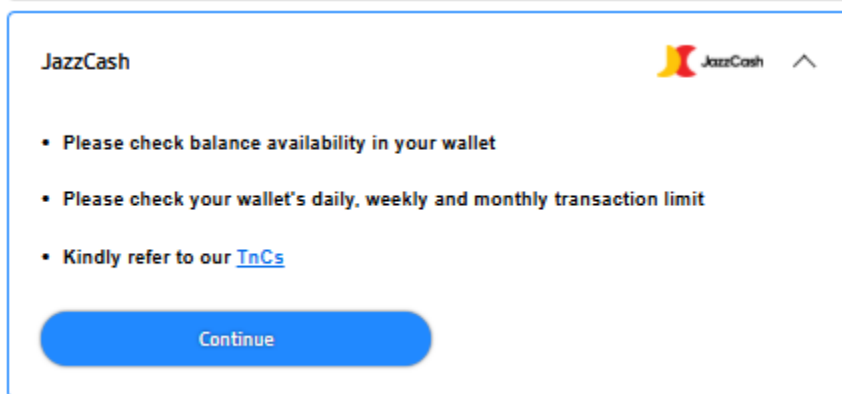 JazzCash
JazzCash
• Please check balance availability in your wallet
• Please check your wallet's daily, weekly and monthly transaction limit
• Kindly refer to our TnCs
Continue